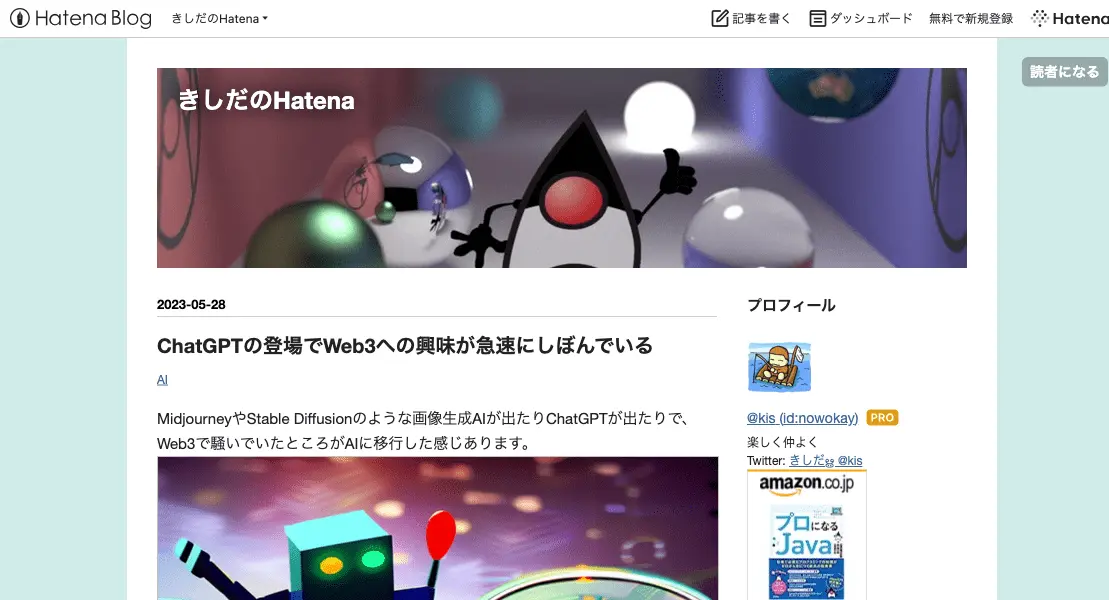 Hatena Blog
きしだのHatena
記事を書く
ダッシュボード
無料で新規登録
Hatena
読者になる
きしだのHatena
2023-05-28
ChatGPTの登場でWeb3への興味が急速にしぼんでいる
AI
MidjourneyやStable Diffusionのような画像生成AIが出たりChatGPTが出たりで、
Web3で騒いでいたところがAIに移行した感じあります。
プロフィール
@kis (id:nowokay) PRO
楽しく仲よく
Twitter: きしだ @kis
amazon.co.jp
プロになる
Java